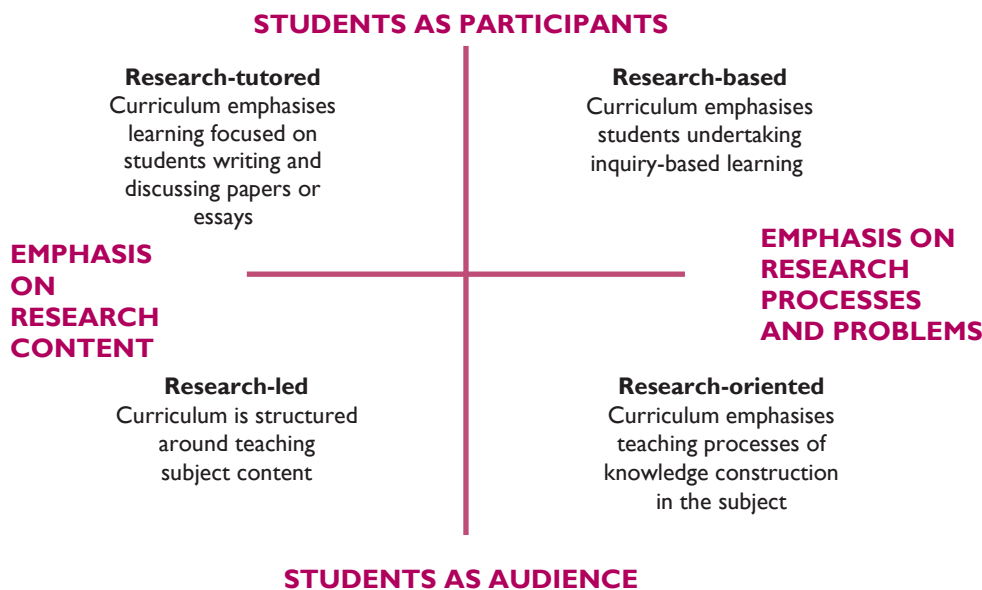 STUDENTS AS PARTICIPANTS
Research-tutored
Curriculum emphasises
learning focused on
students writing and
discussing papers or
essays
Research-based
Curriculum emphasises
students undertaking
inquiry-based learning
EMPHASIS
ON
RESEARCH
CONTENT
EMPHASIS ON
RESEARCH
PROCESSES
AND PROBLEMS
Research-led
Curriculum is structured
around teaching
subject content
Research-oriented
Curriculum emphasises
teaching processes of
knowledge construction
in the subject
STUDENTS AS AUDIENCE